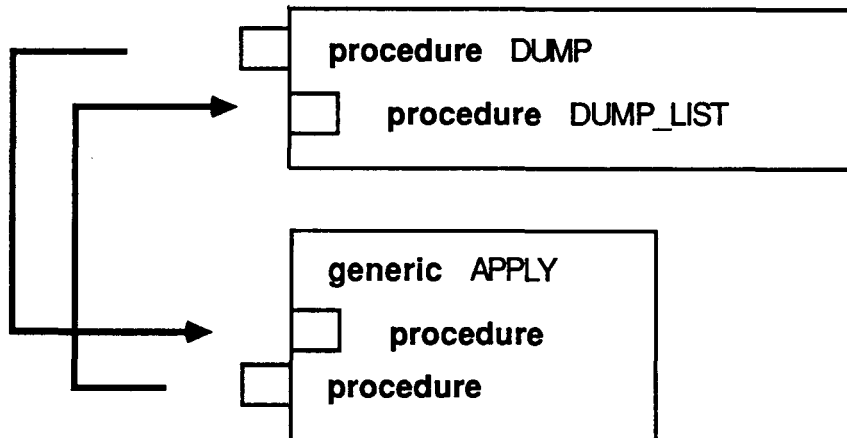 procedure DUMP
procedure DUMP_LIST
generic APPLY
procedure
procedure